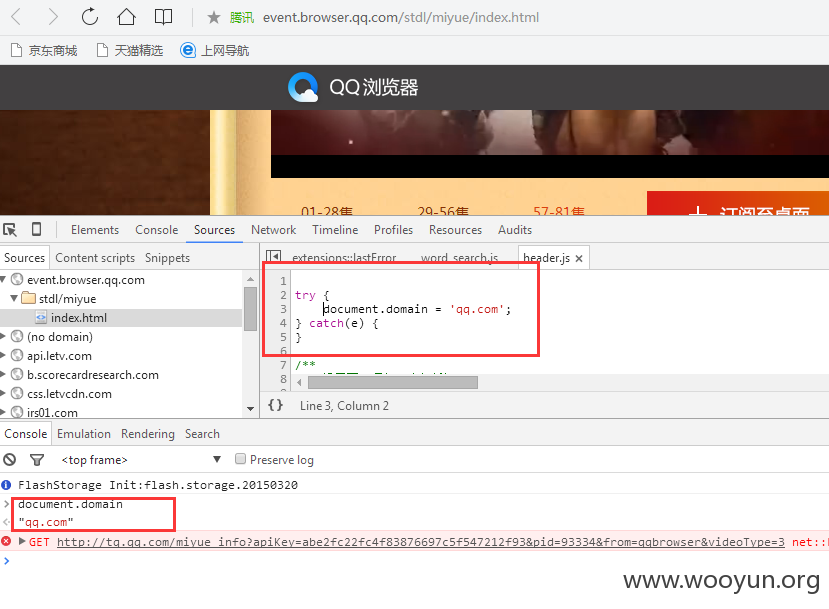 腾讯 event.browser.qq.com/stdl/miyue/index.html
京东商城 天猫精选 上网导航
QQ浏览器
01-28集 29-56集 57-81集 订阅至桌面
Elements Console Sources Network Timeline Profiles Resources Audits
Sources Content scripts Snippets
extensions::lastError word_search.js header.js ×
event.browser.qq.com
stdl/miyue
index.html
(no domain)
api.letv.com
b.scorecardresearch.com
css.letvcdn.com
irs01.com
1
2 try {
3 document.domain = 'qq.com';
4 } catch(e) {
5 }
6
7 /**
8
{} Line 3, Column 2
Console Emulation Rendering Search
<top frame> ▼ Preserve log
FlashStorage Init:flash.storage.20150320
> document.domain
"qq.com"
GET http://tg.qq.com/miyue_info?apiKey=abe2fc22fc4f83876697c5f547212f93&pid=93334&from=qqbrowser&videoType=3 net::
>
www.wooyun.org